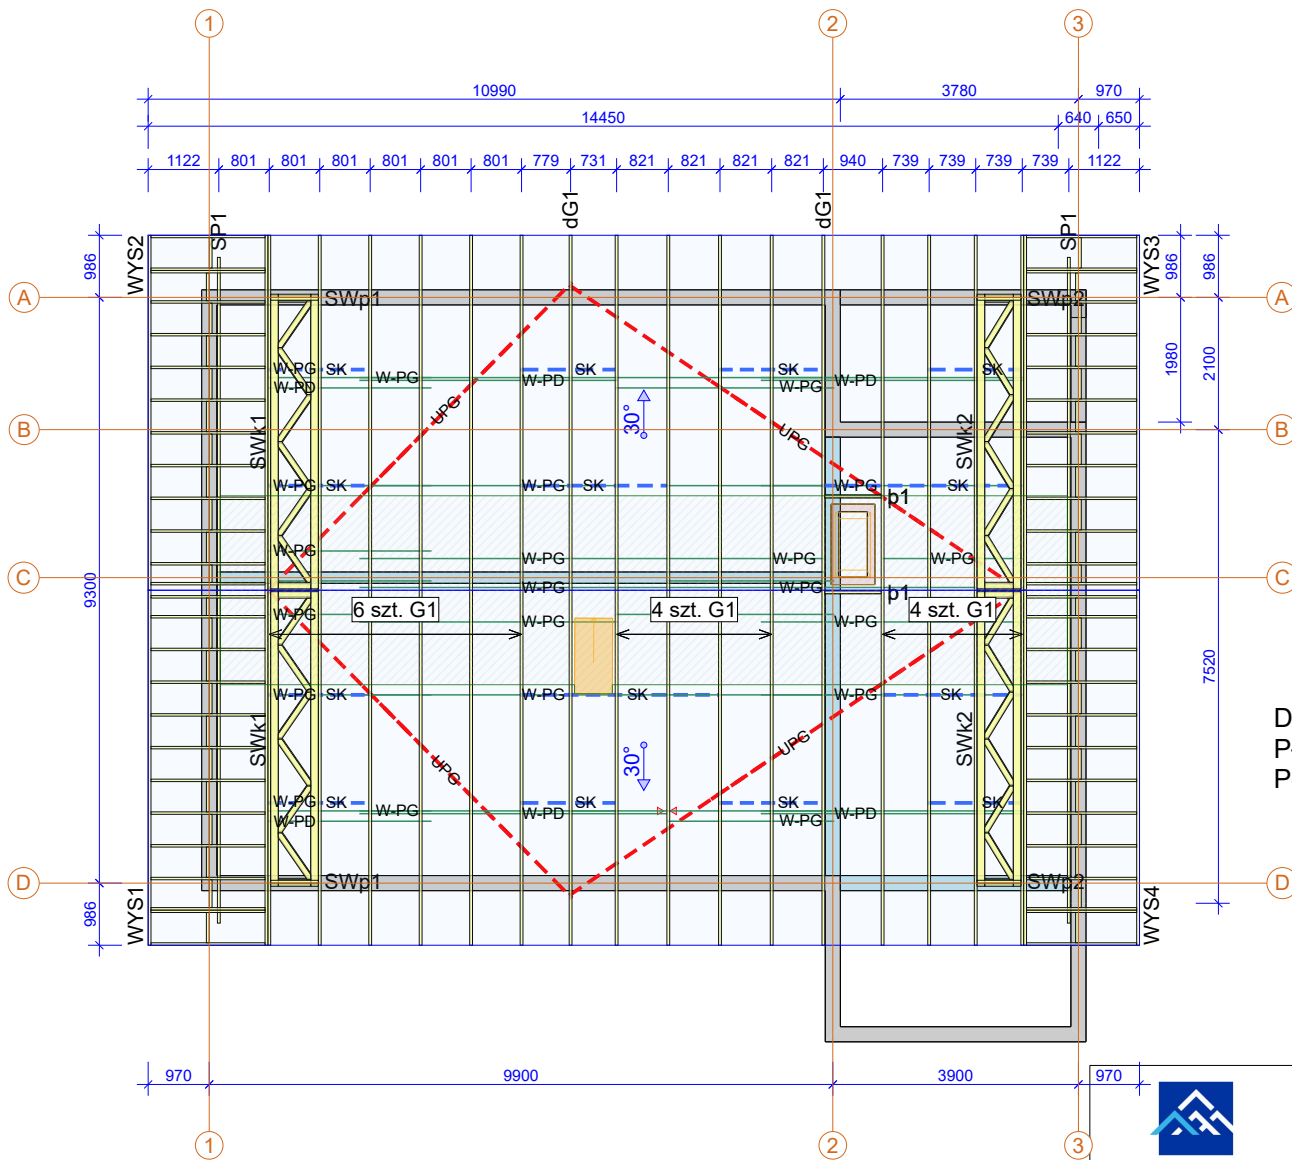 1
2
3
10990
3780
970
14450
640
650
1122
801
801
801
801
801
801
779
731
821
821
821
821
940
739
739
739
739
1122
WYS2
SP1
dG1
dG1
SP1
WYS3
986
986
986
A
SWp1
SWp2
A
W-PG
SK
W-PG
W-PD
SK
W-PD
SK
W-PG
W-PD
SK
1980
2100
UPG
30°
UPG
B
SWk1
SWk2
B
W-PG
SK
W-PG
SK
W-PG
SK
p1
W-PG
W-PG
W-PG
W-PG
C
W-PG
W-PG
C
9300
p1
6 szt. G1
4 szt. G1
4 szt. G1
W-PG
W-PG
W-PG
7520
W-PG
SK
W-PG
SK
W-PG
SK
SWk1
SWk2
D
P
P
UPG
30°
UPG
W-PG
SK
W-PG
W-PD
SK
W-PD
SK
W-PG
W-PD
SK
D
SWp1
SWp2
D
986
WYS1
WYS4
970
9900
3900
970
1
2
3